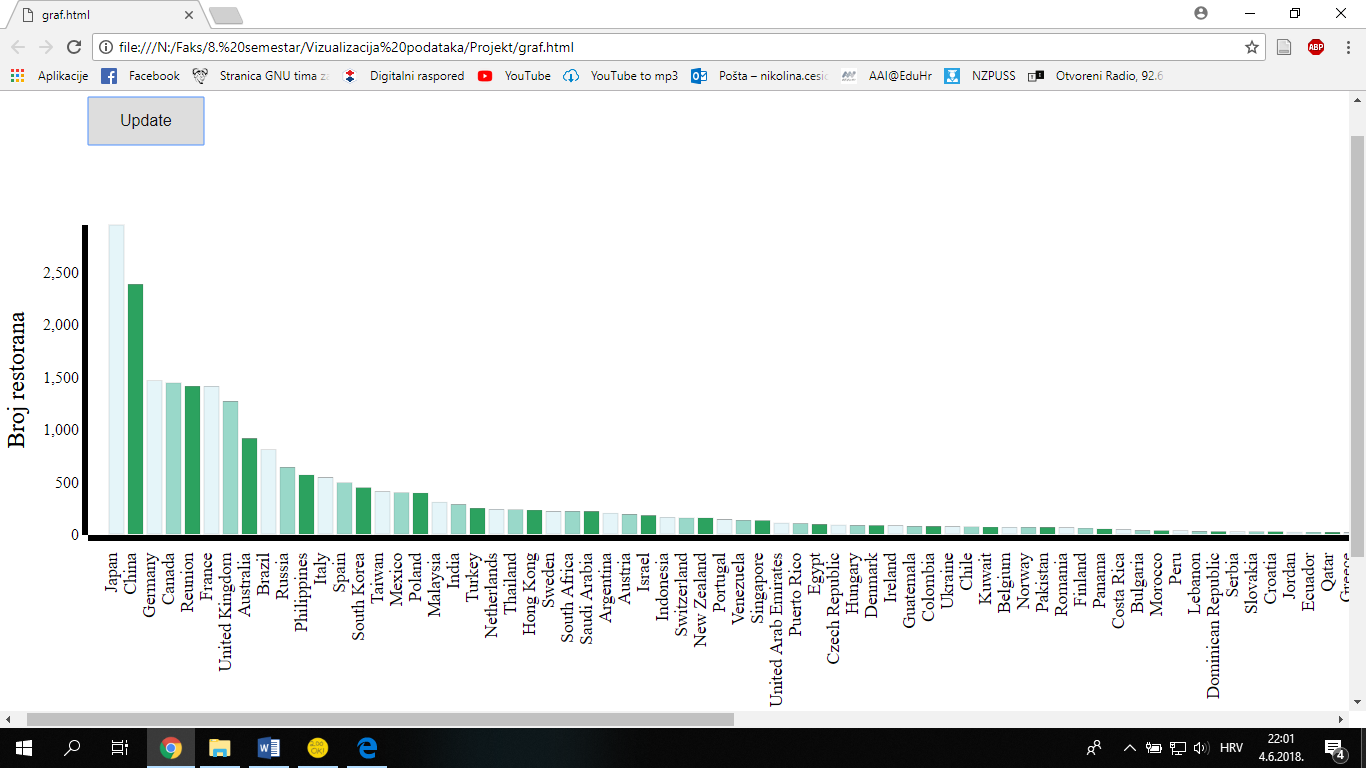 graf.html
file:///N:/Faks/8.%20semestar/Vizualizacija%20podataka/Projekt/graf.html
ABP
Aplikacije Facebook Stranica GNU tima za Digitalni raspored YouTube YouTube to mp3 Pošta – nikolina.cesic AAI@EduHr NZPUSS Otvoreni Radio, 92.6
Update
Broj restorana
2,500
2,000
1,500
1,000
500
0
Japan
China
Germany
Canada
Reunion
France
United Kingdom
Australia
Brazil
Russia
Philippines
Italy
Spain
South Korea
Taiwan
Mexico
Poland
Malaysia
India
Turkey
Netherlands
Thailand
Hong Kong
Sweden
South Africa
Saudi Arabia
Argentina
Austria
Israel
Indonesia
Switzerland
New Zealand
Portugal
Venezuela
Singapore
United Arab Emirates
Puerto Rico
Egypt
Czech Republic
Hungary
Denmark
Ireland
Guatemala
Colombia
Ukraine
Chile
Kuwait
Belgium
Norway
Pakistan
Romania
Finland
Panama
Costa Rica
Bulgaria
Morocco
Peru
Lebanon
Dominican Republic
Serbia
Slovakia
Croatia
Jordan
Ecuador
Qatar
Greece
HRV
22:01
4.6.2018.
4